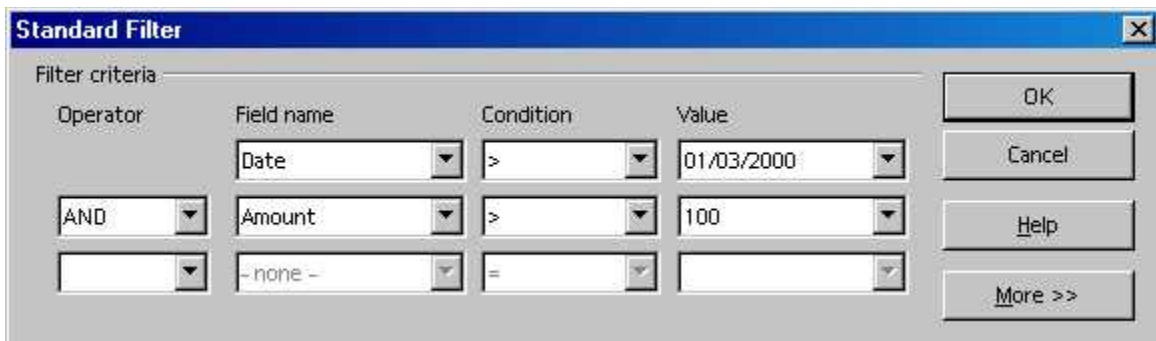 Standard Filter
Filter criteria
Operator Field name Condition Value
Date > 01/03/2000
AND Amount > 100
- none - =
OK
Cancel
Help
More >>